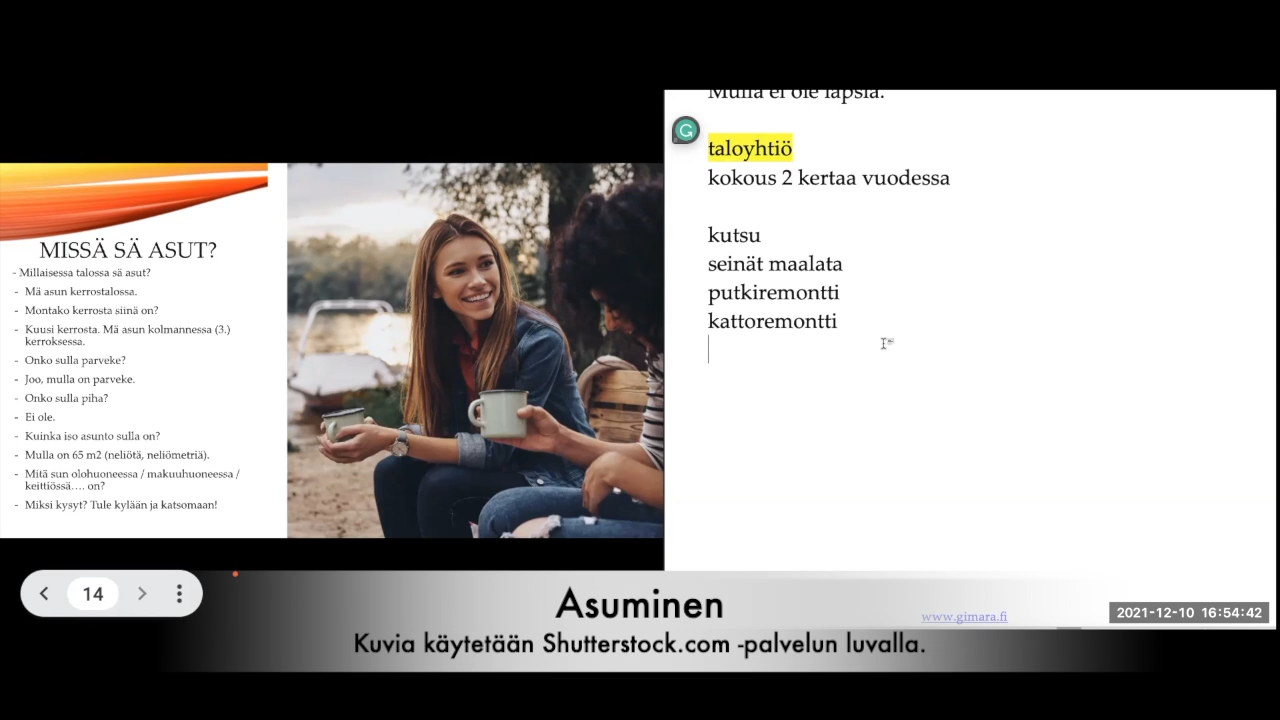 MISSÄ SÄ ASUT?
- Millaisessa talossa sä asut?
- Mä asun kerrostalossa.
- Montako kerrosta siinä on?
- Kuusi kerrosta. Mä asun kolmannessa (3.)
kerroksessa.
- Onko sulla parveke?
- Joo, mulla on parveke.
- Onko sulla piha?
- Ei ole.
- Kuinka iso asunto sulla on?
- Mulla on 65 m2 (neliötä, neliömetriä).
- Mitä sun olohuoneessa / makuuhuoneessa /
keittiössä…. on?
- Miksi kysyt? Tule kylään ja katsomaan!
Mulla ei ole lapsia.
G
taloyhtiö
kokous 2 kertaa vuodessa
kutsu
seinät maalata
putkiremontti
kattoremontti
14
Asuminen
www.gimara.fi
2021-12-10 16:54:42
Kuvia käytetään Shutterstock.com -palvelun luvalla.